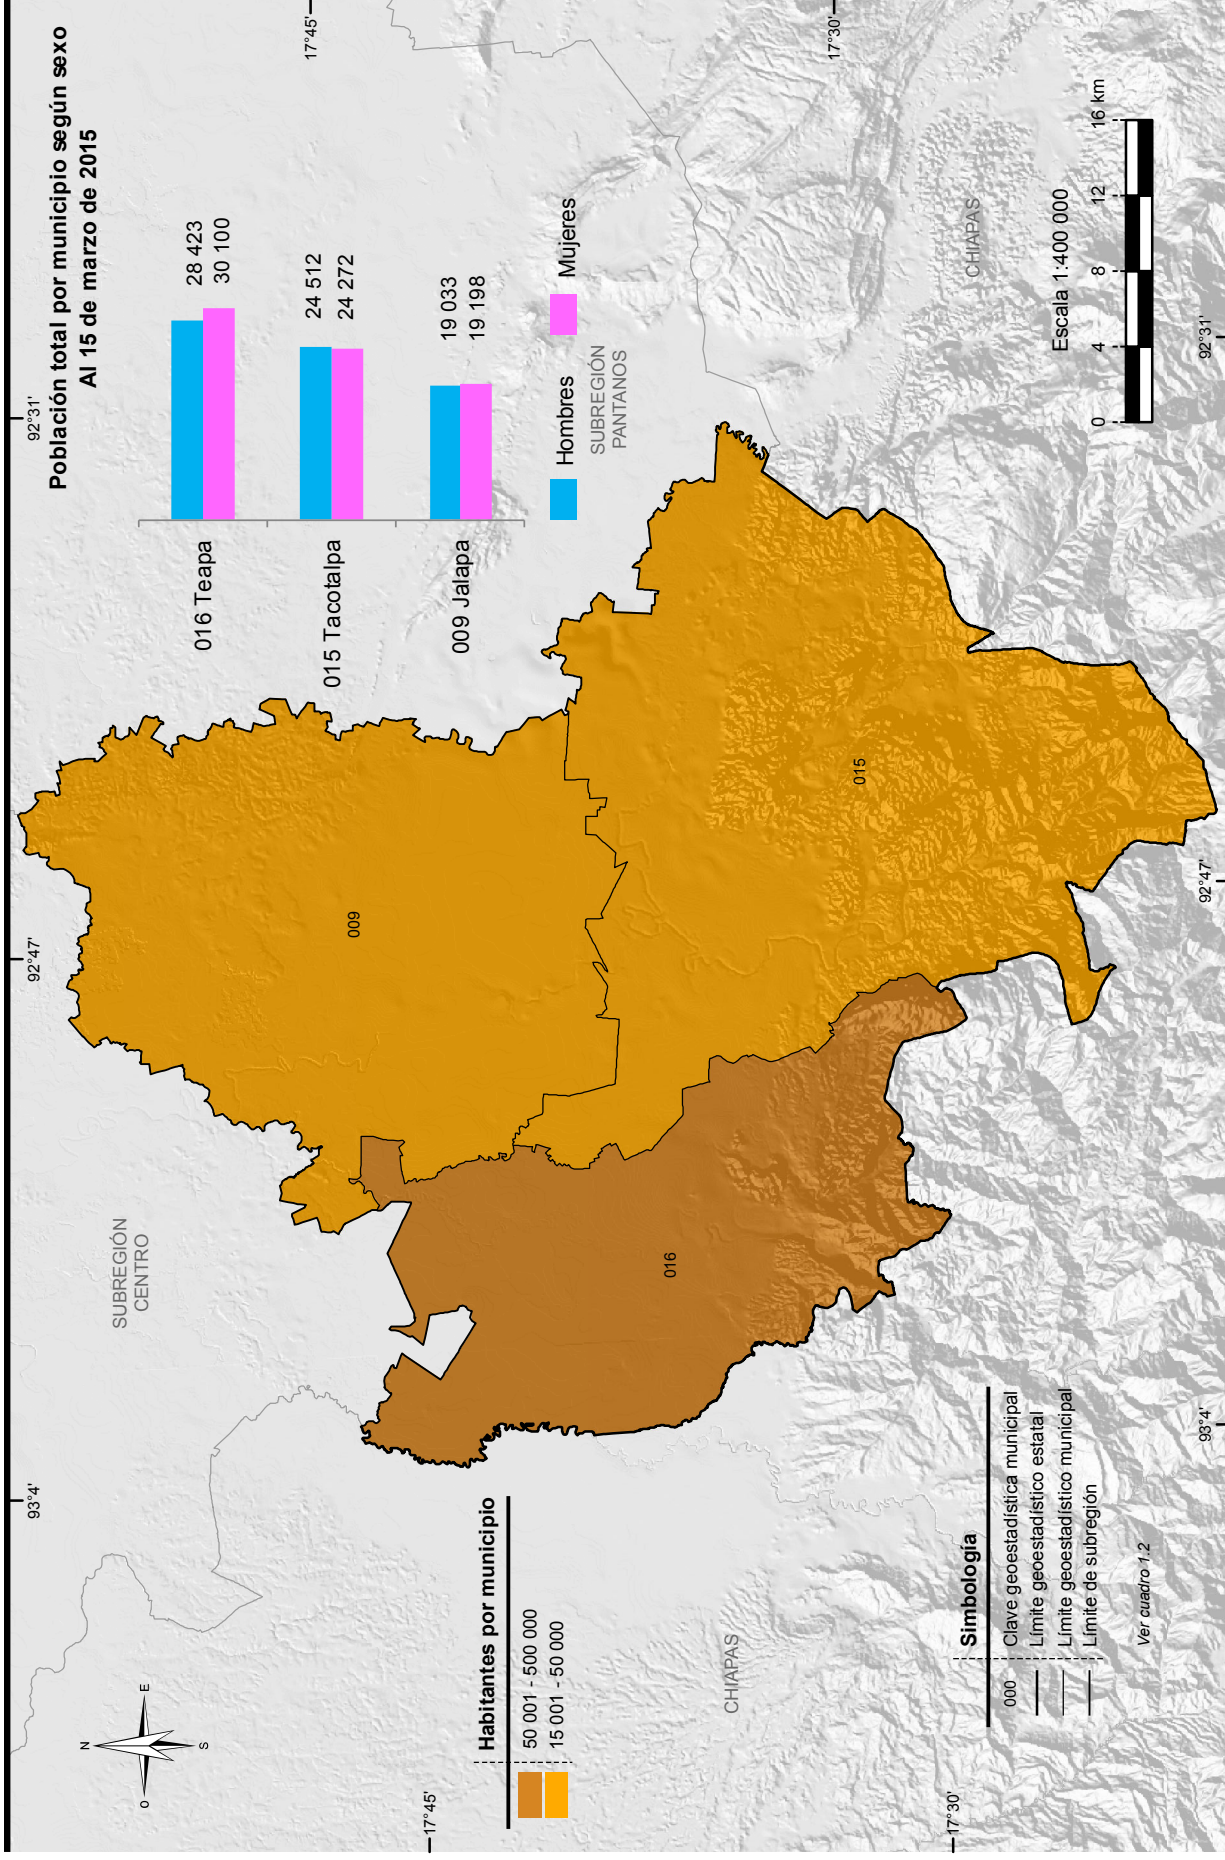 Población total por municipio según sexo
Al 15 de marzo de 2015
016 Teapa
28 423
30 100
015 Tacotalpa
24 512
24 272
009 Jalapa
19 033
19 198
Hombres
Mujeres
93°4'
92°47'
92°31'
17°45'
17°30'
17°45'
17°30'
93°4'
92°47'
92°31'
N
S
E
O
SUBREGIÓN
CENTRO
SUBREGIÓN
PANTANOS
CHIAPAS
CHIAPAS
009
015
016
Habitantes por municipio
50 001 - 500 000
15 001 - 50 000
Simbología
000
Clave geoestadística municipal
Límite geoestadístico estatal
Límite geoestadístico municipal
Límite de subregión
Ver cuadro 1.2
Escala 1:400 000
0 4 8 12 16 km